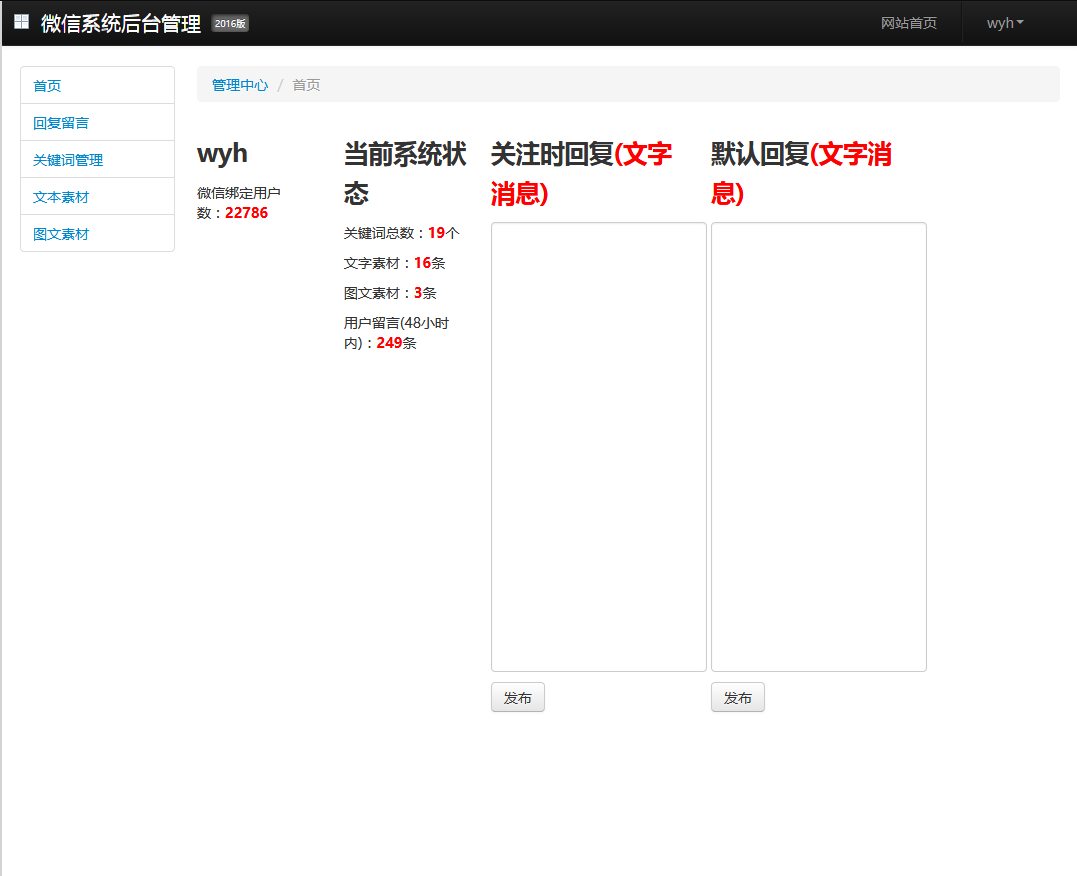 微信系统后台管理 2016版
网站首页
wyh
首页
回复留言
关键词管理
文本素材
图文素材
管理中心 / 首页
wyh
微信绑定用户
数：22786
当前系统状
态
关键词总数：19个
文字素材：16条
图文素材：3条
用户留言(48小时
内)：249条
关注时回复(文字
消息)
发布
默认回复(文字消
息)
发布